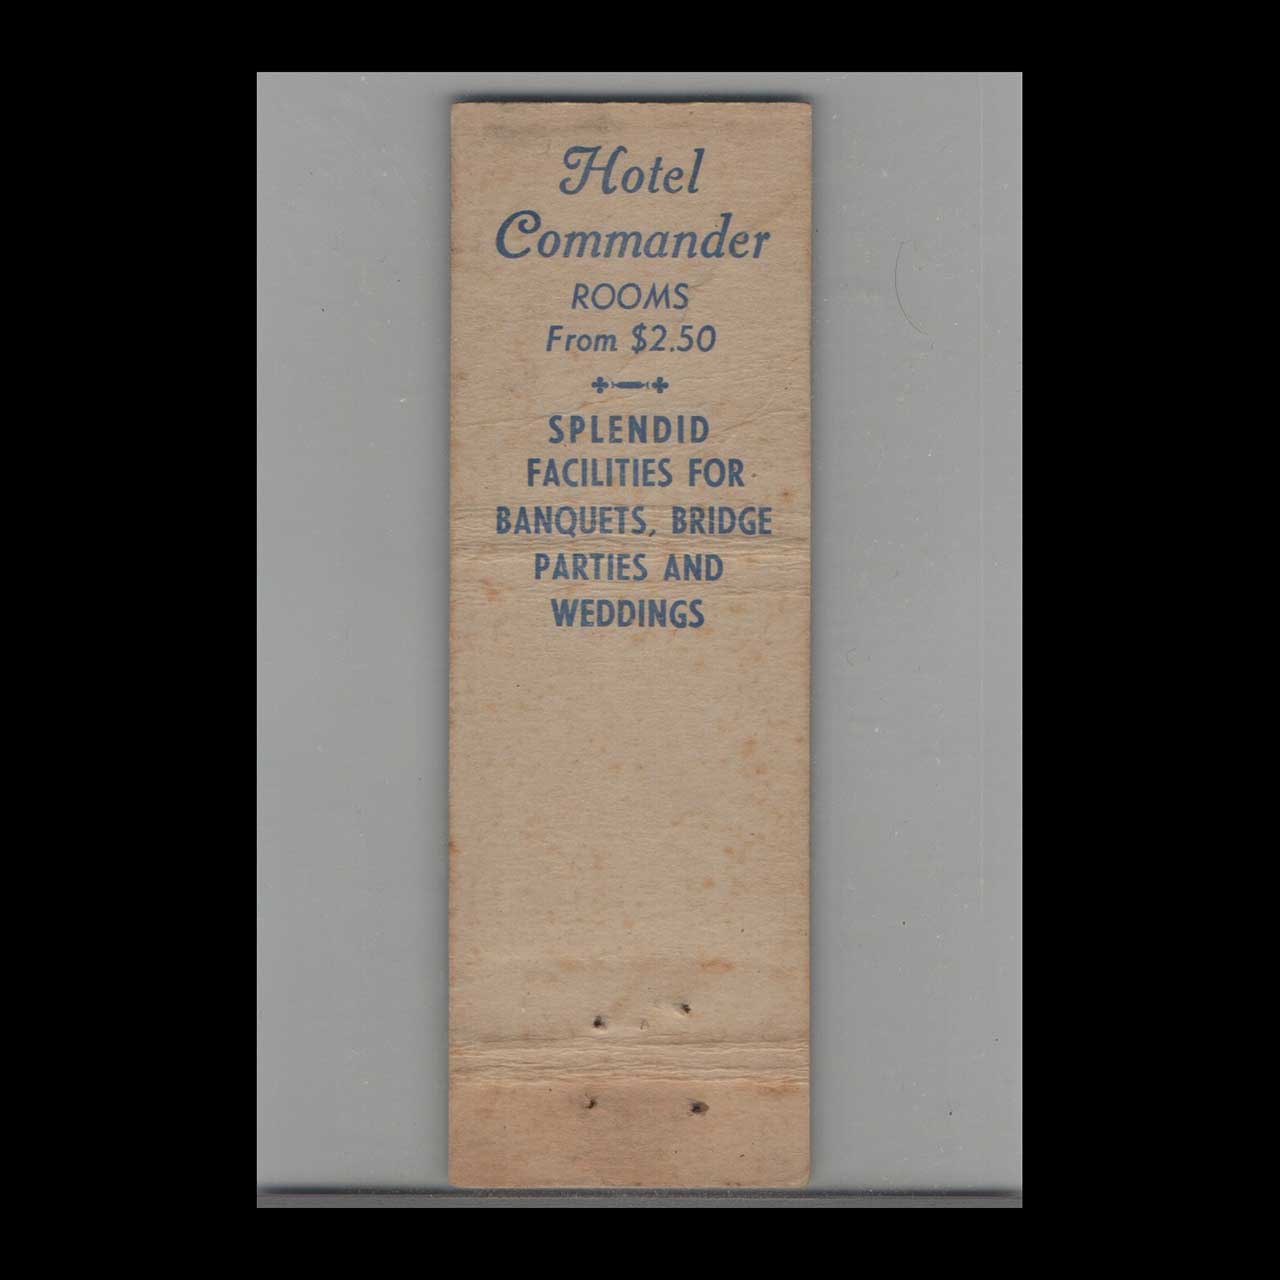 Hotel
Commander
ROOMS
From $2.50
SPLENDID
FACILITIES FOR
BANQUETS, BRIDGE
PARTIES AND
WEDDINGS